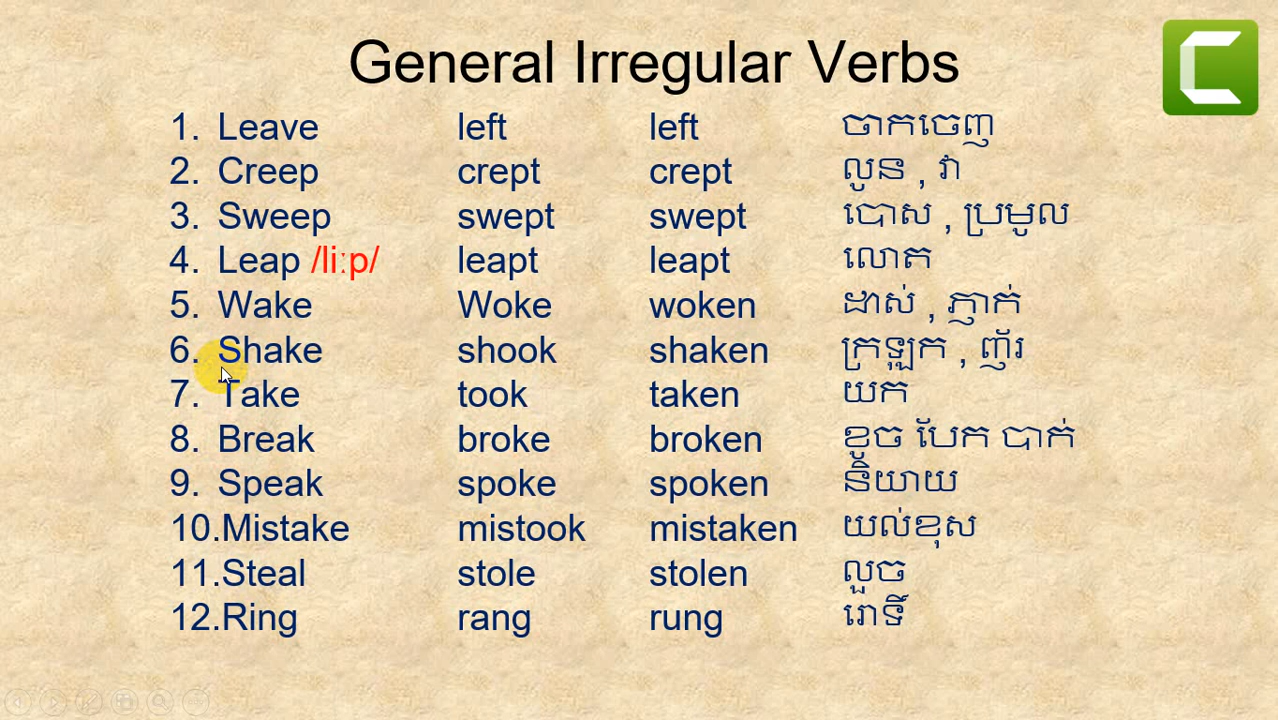 General Irregular Verbs
1. Leave left left ចាកចេញ
2. Creep crept crept លូន , វា
3. Sweep swept swept បោស , ប្រមូល
4. Leap /liːp/ leapt leapt លោត
5. Wake Woke woken ដាស់ , ភ្ញាក់
6. Shake shook shaken ក្រឡុក , ញ័រ
7. Take took taken យក
8. Break broke broken ខូច បែក បាក់
9. Speak spoke spoken និយាយ
10.Mistake mistook mistaken យល់ខុស
11.Steal stole stolen លួច
12.Ring rang rung រោទិ៍